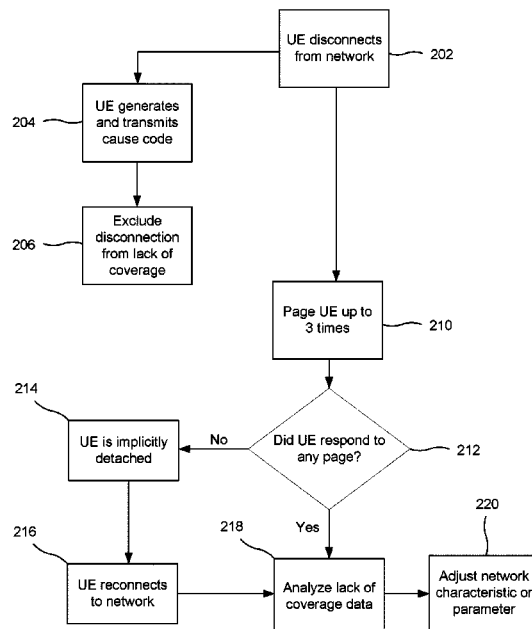 UE disconnects
from network
202
204
UE generates
and transmits
cause code
206
Exclude
disconnection
from lack of
coverage
Page UE up to
3 times
210
Did UE respond to
any page?
212
No
Yes
214
UE is implicitly
detached
216
UE reconnects
to network
218
Analyze lack of
coverage data
220
Adjust network
characteristic or
parameter